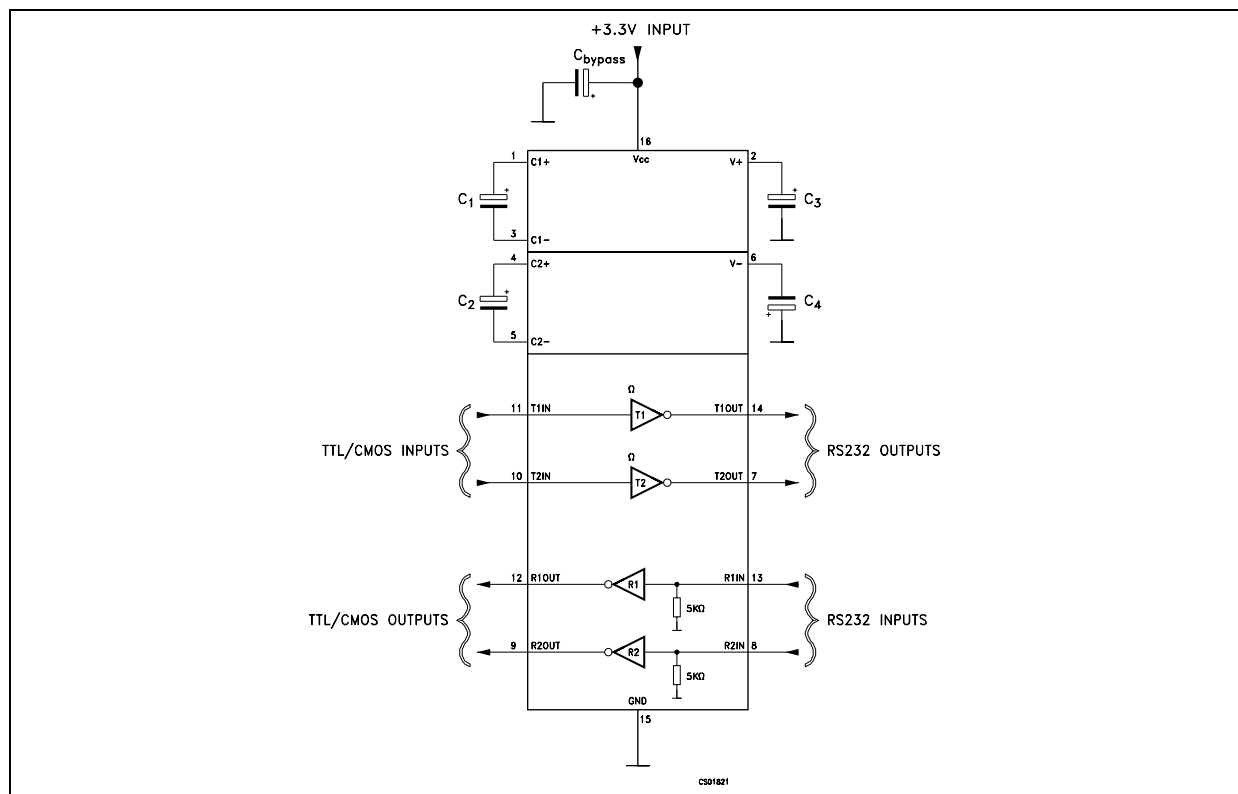 +3.3V INPUT
Cbypass
+
16
Vcc
1 C1+ V+ 2
C1 + + C3
3 C1-
4 C2+ V- 6
C2 + C4 +
5 C2-
Ω
11 T1IN T1 T1OUT 14
TTL/CMOS INPUTS RS232 OUTPUTS
Ω
10 T2IN T2 T2OUT 7
12 R1OUT R1 R1IN 13
5KΩ
TTL/CMOS OUTPUTS RS232 INPUTS
9 R2OUT R2 R2IN 8
5KΩ
GND
15
CS01821